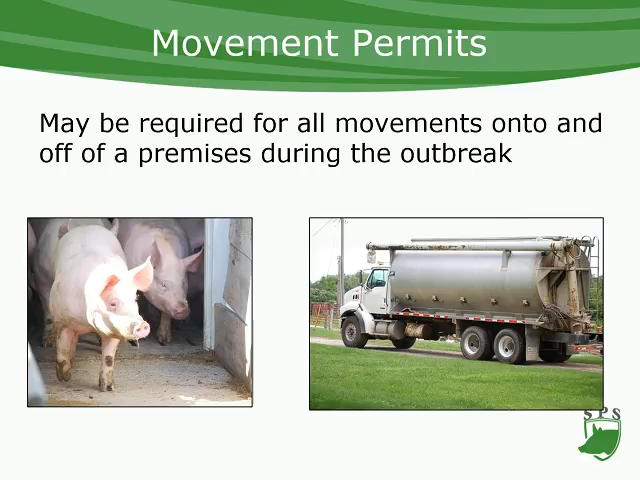 Movement Permits
May be required for all movements onto and
off of a premises during the outbreak
SPS